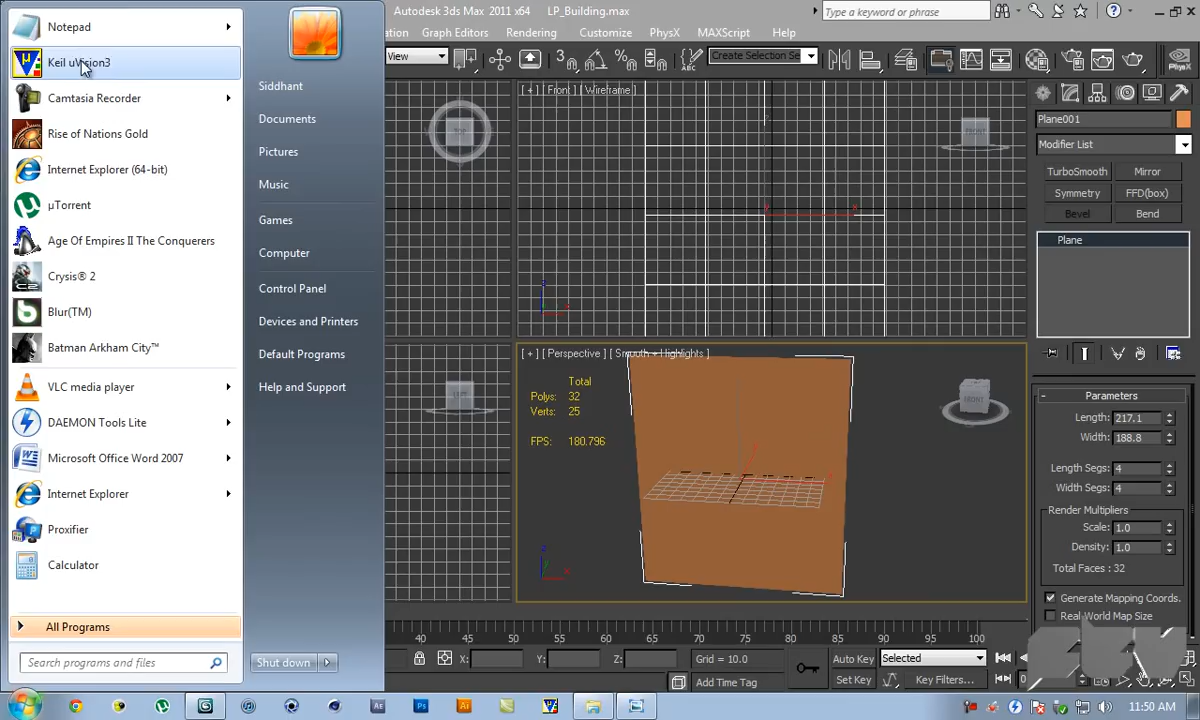 Autodesk 3ds Max 2011 x64 LP_Building.max
Type a keyword or phrase
Graph Editors Rendering Customize PhysX MAXScript Help
View
Create Selection Se
PhysX
Notepad
Keil uVision3
Camtasia Recorder
Rise of Nations Gold
Internet Explorer (64-bit)
µTorrent
Age Of Empires II The Conquerers
Crysis® 2
Blur(TM)
Batman Arkham City™
VLC media player
DAEMON Tools Lite
Microsoft Office Word 2007
Internet Explorer
Proxifier
Calculator
All Programs
Search programs and files
Siddhant
Documents
Pictures
Music
Games
Computer
Control Panel
Devices and Printers
Default Programs
Help and Support
Shut down
TOP
[ + ] [ Front ] [ Wireframe ]
FRONT
LEFT
[ + ] [ Perspective ] [ Smooth + Highlights ]
Total
Polys: 32
Verts: 25
FPS: 180.796
FRONT
Plane001
Modifier List
TurboSmooth Mirror
Symmetry FFD(box)
Bevel Bend
Plane
- Parameters
Length: 217.1
Width: 188.8
Length Segs: 4
Width Segs: 4
Render Multipliers
Scale: 1.0
Density: 1.0
Total Faces : 32
Generate Mapping Coords.
Real-World Map Size
40 45 50 55 60 65 70 75 80 85 90 95 100
X: Y: Z: Grid = 10.0
Add Time Tag
Auto Key Selected
Set Key Key Filters...
11:50 AM